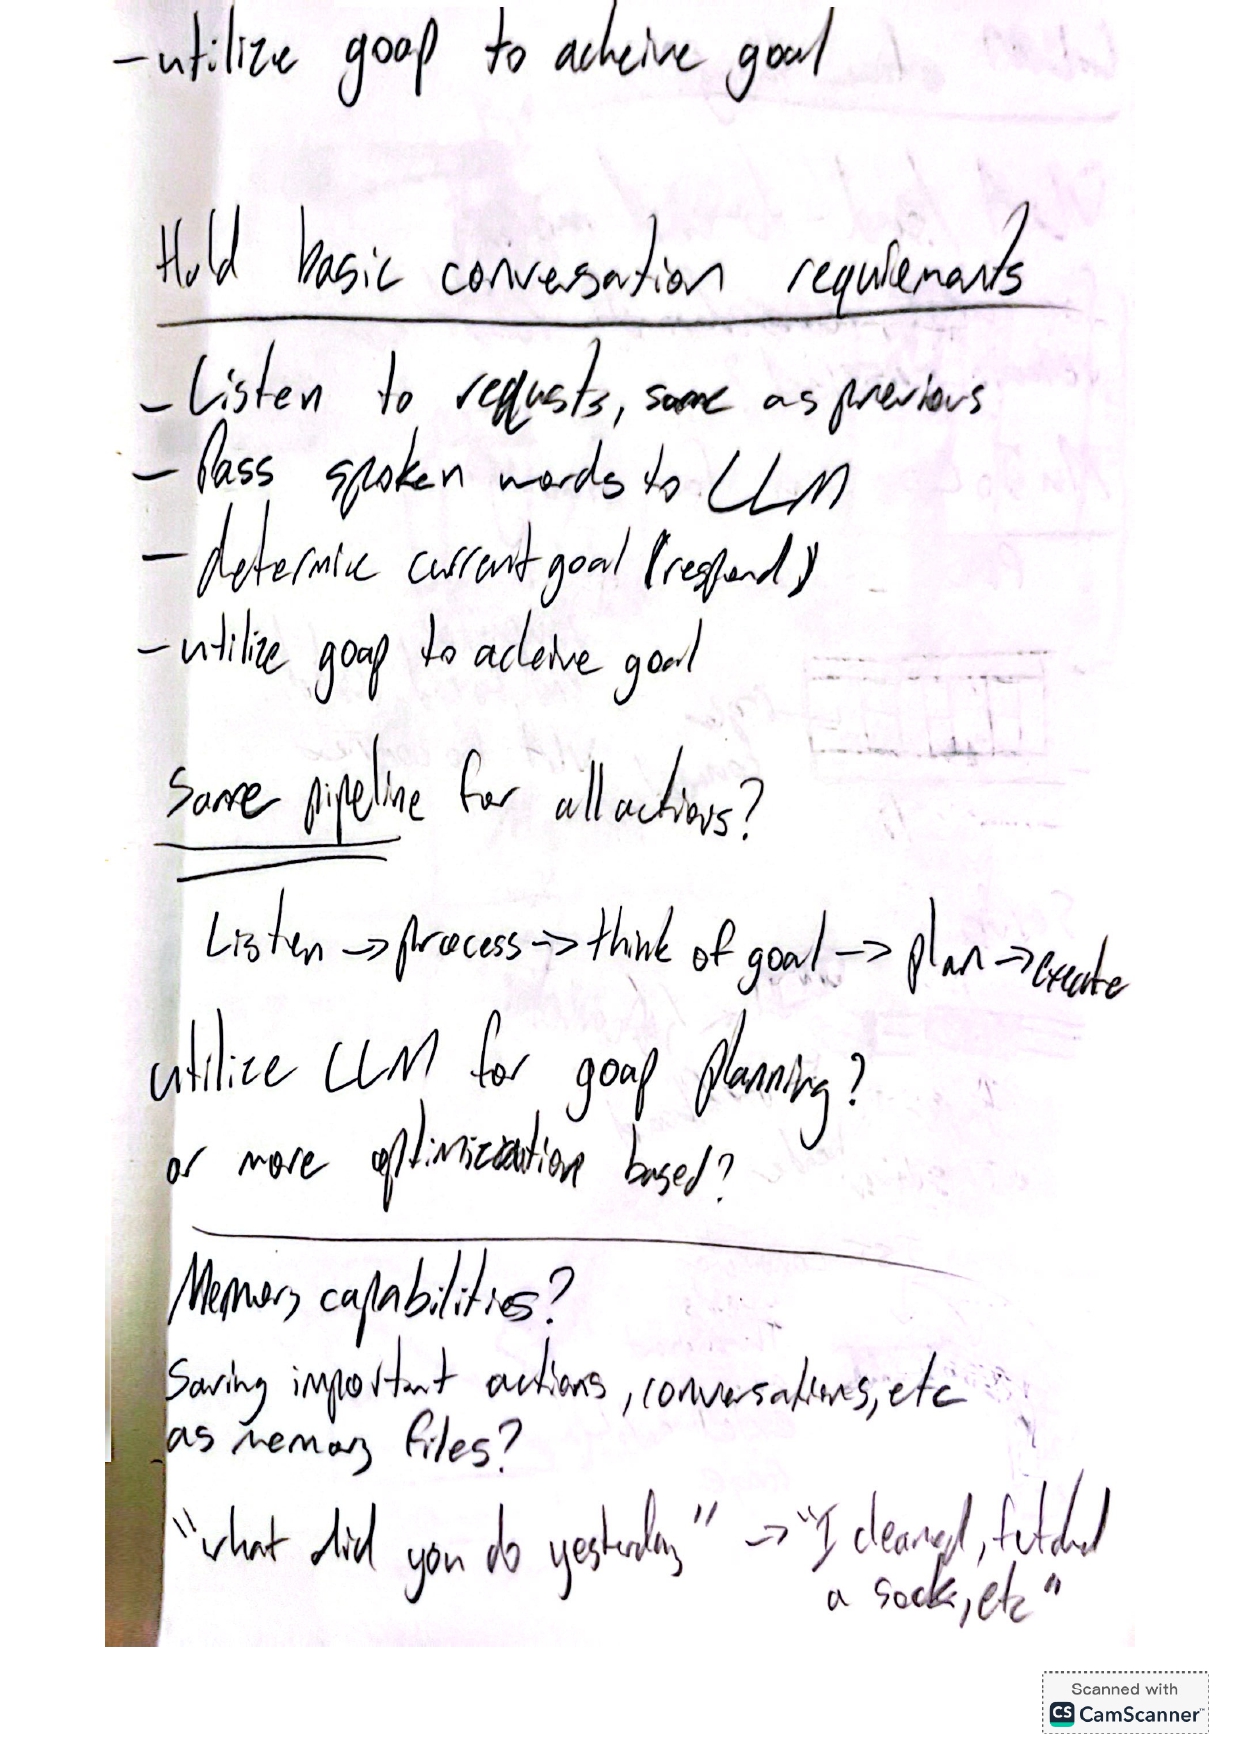 - utilize goap to acheive goal
Hold basic conversation requirements
- Listen to requests, same as previous
- Pass spoken words to LLM
- determine current goal (respond)
- utilize goap to acheive goal
Same pipeline for all actions?
Listen -> process -> think of goal -> plan -> execute
utilize LLM for goap planning?
or more optimization based?
Memory capabilities?
Saving important actions, conversations, etc
as memory files?
"what did you do yesterday" -> "I cleaned, fetched
a sock, etc"
Scanned with
CS CamScanner